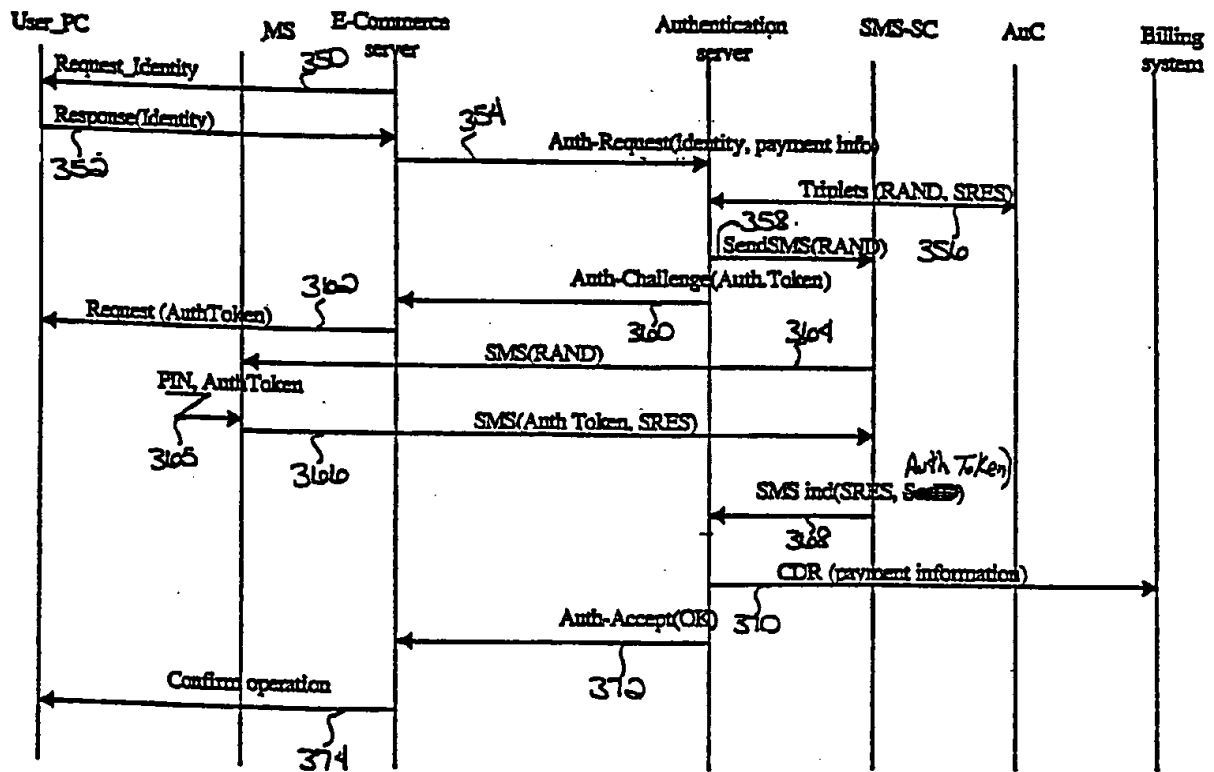 User_PC
MS
E-Commerce
server
Authentication
server
SMS-SC
AuC
Billing
system
350
Request_Identity
Response(Identity)
352
354
Auth-Request(Identity, payment info)
Triplets (RAND, SRES)
356
358
SendSMS(RAND)
Auth-Challenge(Auth.Token)
360
362
Request (AuthToken)
364
SMS(RAND)
PIN, AuthToken
365
SMS(Auth Token, SRES)
366
Auth Token)
SMS ind(SRES,
368
CDR (payment information)
370
Auth-Accept(OK)
372
Confirm operation
374